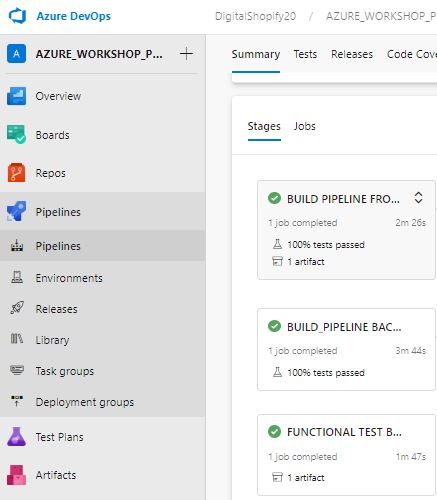 Azure DevOps
DigitalShopify20 / AZURE_WORKSHOP_P
A AZURE_WORKSHOP_P... +
Summary Tests Releases Code Cove
Overview
Boards
Repos
Pipelines
Pipelines
Environments
Releases
Library
Task groups
Deployment groups
Test Plans
Artifacts
Stages Jobs
BUILD PIPELINE FRO...
1 job completed 2m 26s
100% tests passed
1 artifact
BUILD_PIPELINE BAC...
1 job completed 3m 44s
100% tests passed
FUNCTIONAL TEST B...
1 job completed 1m 47s
1 artifact